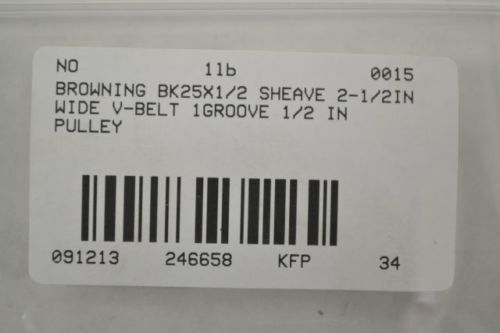 NO 11b 0015
BROWNING BK25X1/2 SHEAVE 2-1/2IN
WIDE V-BELT 1GROOVE 1/2 IN
PULLEY
091213 246658 KFP 34